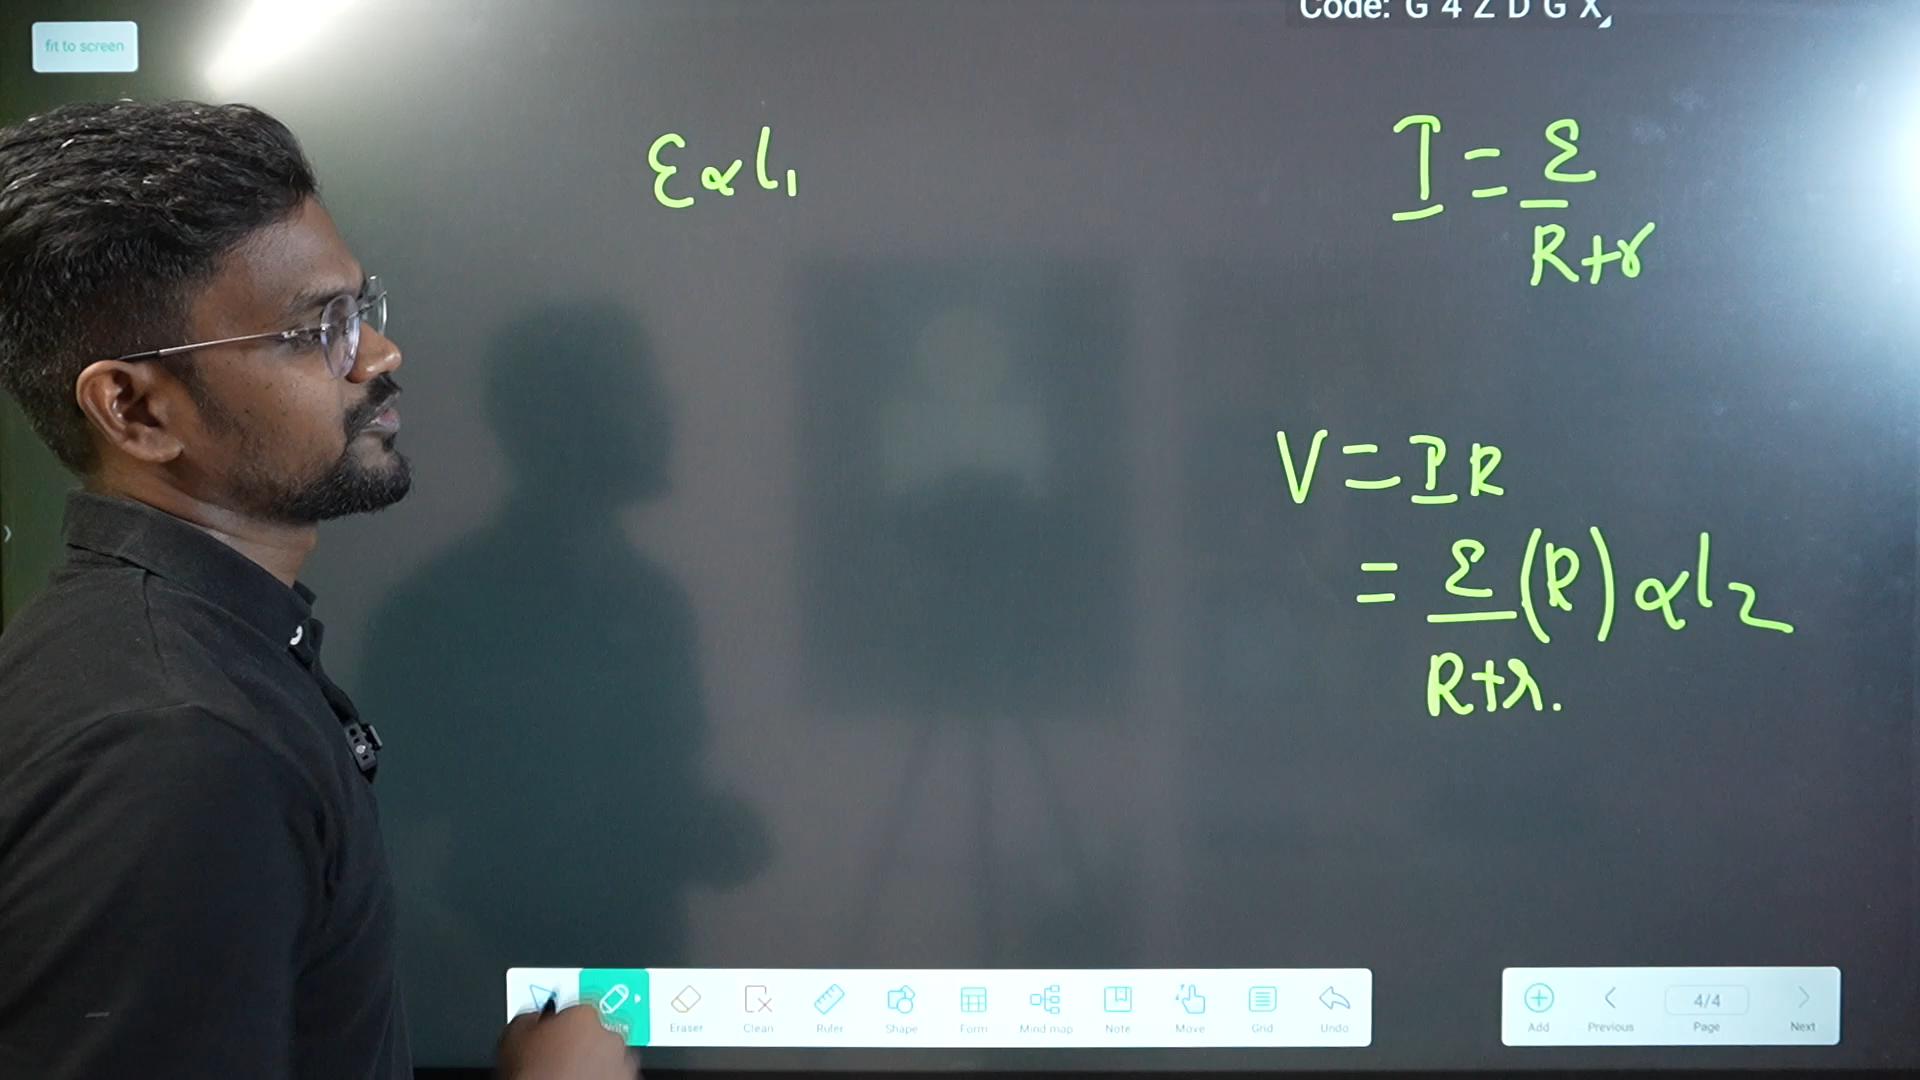 Code: G 4 Z D G X
fit to screen
Ɛ α l₁
I = Ɛ / R+r
V = IR
= Ɛ / R+r (R) α l₂
Write
Eraser
Clean
Ruler
Shape
Form
Mind map
Note
Move
Grid
Undo
Add
Previous
4/4
Page
Next